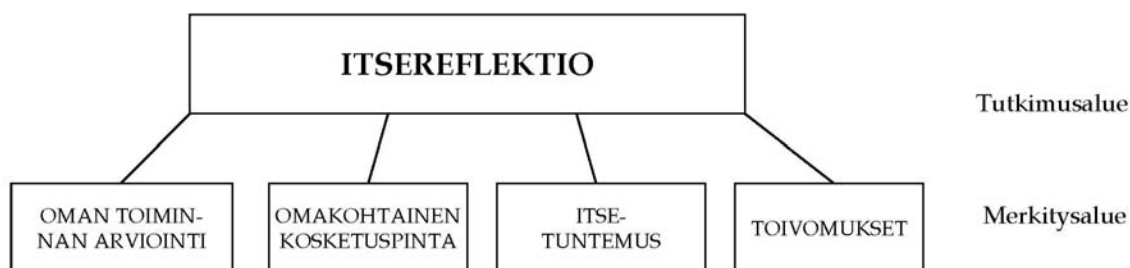 ITSEREFLEKTIO
Tutkimusalue
OMAN TOIMIN-
NAN ARVIOINTI
OMAKOHTAINEN
KOSKETUSPINTA
ITSE-
TUNTEMUS
TOIVOMUKSET
Merkitysalue